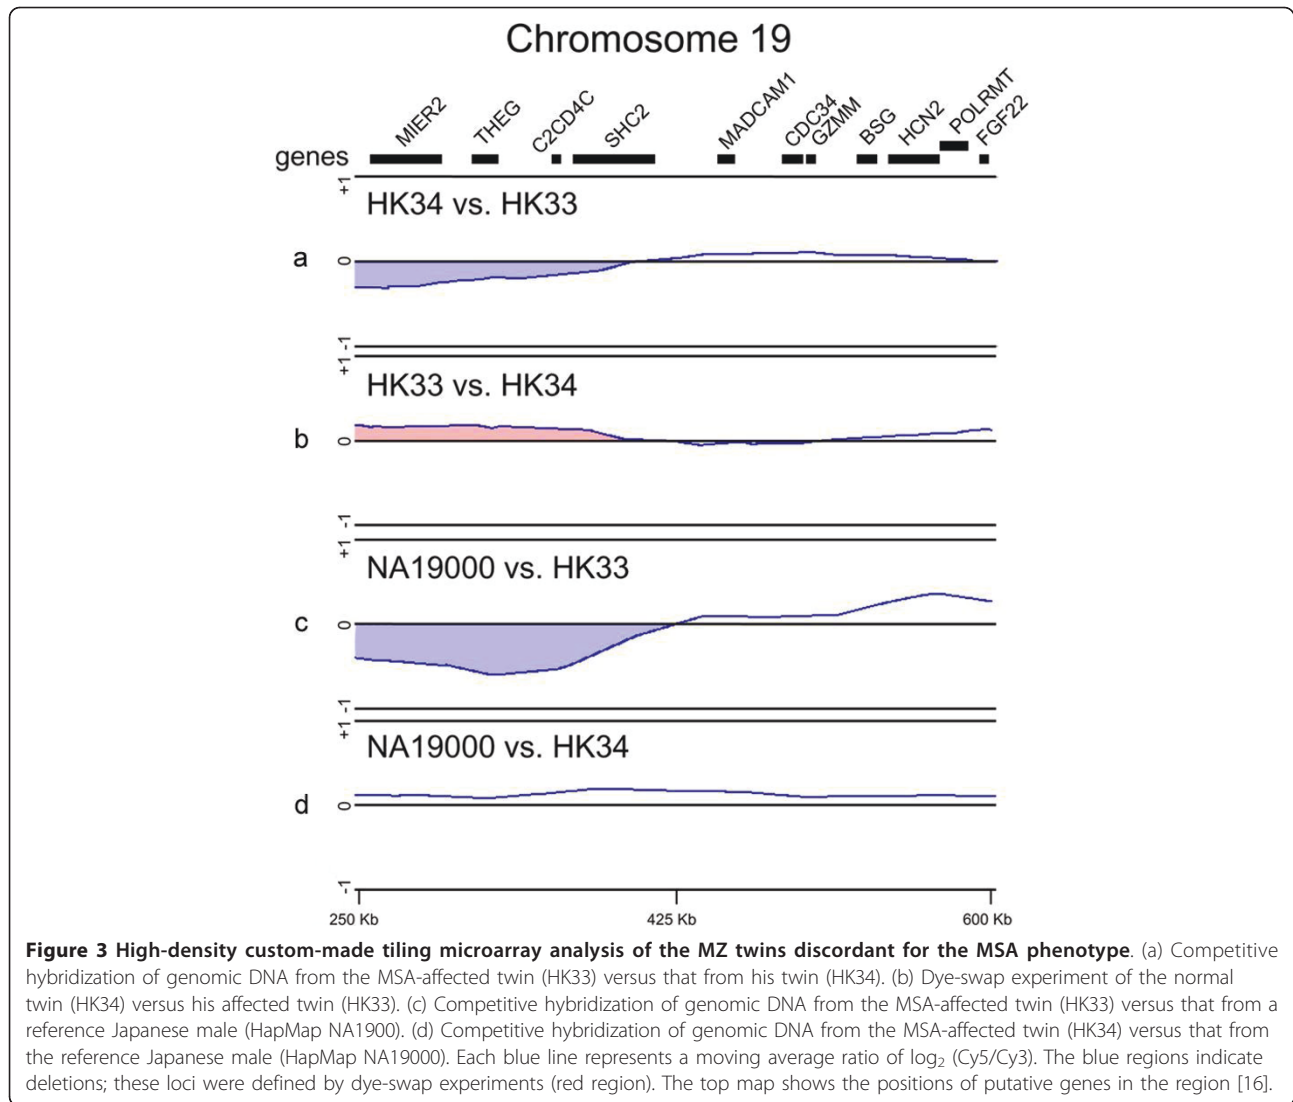 Chromosome 19
MIER2 THEG C2CD4C SHC2 MADCAM1 CDC34 GZMM BSG HCN2 POLRMT FGF22
genes
+1
HK34 vs. HK33
a 0
-1
+1
HK33 vs. HK34
b 0
-1
+1
NA19000 vs. HK33
c 0
-1
+1
NA19000 vs. HK34
d 0
-1
250 Kb 425 Kb 600 Kb
Figure 3 High-density custom-made tiling microarray analysis of the MZ twins discordant for the MSA phenotype. (a) Competitive
hybridization of genomic DNA from the MSA-affected twin (HK33) versus that from his twin (HK34). (b) Dye-swap experiment of the normal
twin (HK34) versus his affected twin (HK33). (c) Competitive hybridization of genomic DNA from the MSA-affected twin (HK33) versus that from a
reference Japanese male (HapMap NA1900). (d) Competitive hybridization of genomic DNA from the MSA-affected twin (HK34) versus that from
the reference Japanese male (HapMap NA19000). Each blue line represents a moving average ratio of log₂ (Cy5/Cy3). The blue regions indicate
deletions; these loci were defined by dye-swap experiments (red region). The top map shows the positions of putative genes in the region [16].